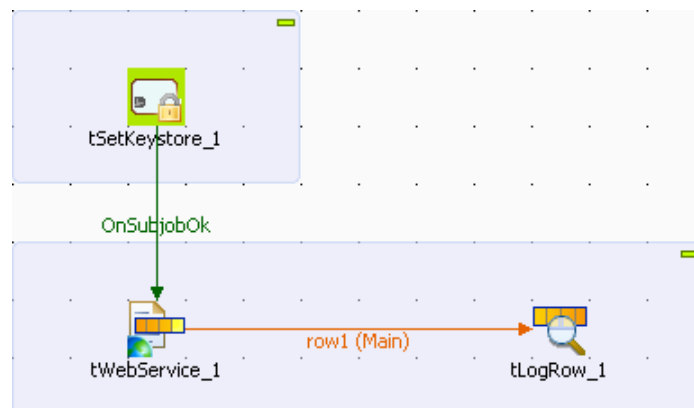 tSetKeystore_1
OnSubjobOk
row1 (Main)
tWebService_1
tLogRow_1